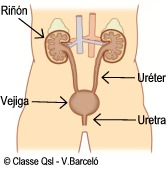 Riñón
Uréter
Vejiga
Uretra
© Classe Qsl - V.Barceló